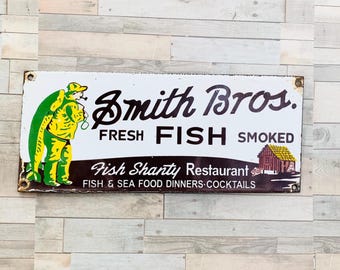 Smith Bros.
FRESH FISH SMOKED
Fish Shanty Restaurant
FISH & SEA FOOD DINNERS·COCKTAILS